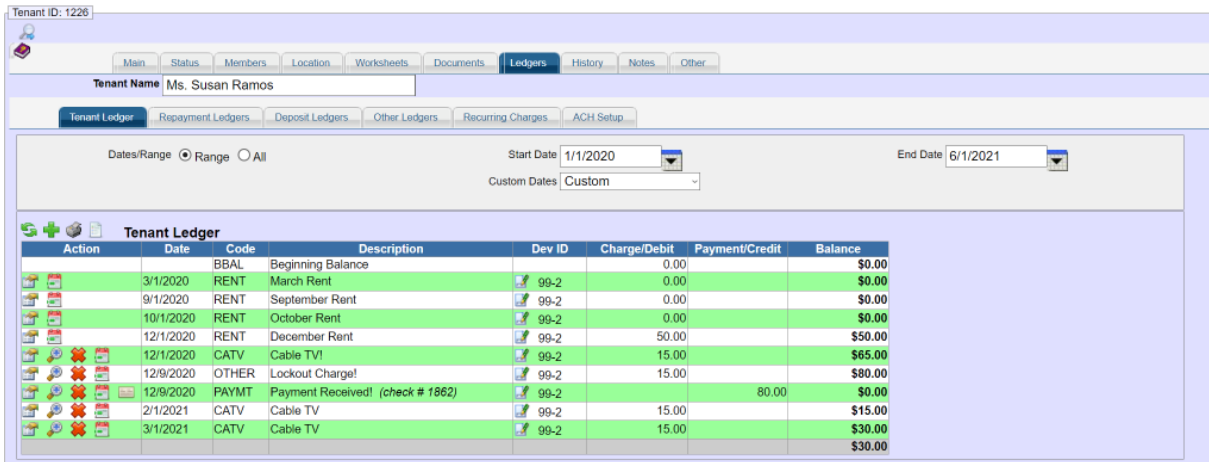 Tenant ID: 1226
Main Status Members Location Worksheets Documents Ledgers History Notes Other
Tenant Name Ms. Susan Ramos
Tenant Ledger Repayment Ledgers Deposit Ledgers Other Ledgers Recurring Charges ACH Setup
Dates/Range Range All Start Date 1/1/2020 End Date 6/1/2021
Custom Dates Custom
Tenant Ledger
Action Date Code Description Dev ID Charge/Debit Payment/Credit Balance
BBAL Beginning Balance 0.00 $0.00
3/1/2020 RENT March Rent 99-2 0.00 $0.00
9/1/2020 RENT September Rent 99-2 0.00 $0.00
10/1/2020 RENT October Rent 99-2 0.00 $0.00
12/1/2020 RENT December Rent 99-2 50.00 $50.00
12/1/2020 CATV Cable TV! 99-2 15.00 $65.00
12/9/2020 OTHER Lockout Charge! 99-2 15.00 $80.00
12/9/2020 PAYMT Payment Received! (check # 1862) 99-2 80.00 $0.00
2/1/2021 CATV Cable TV 99-2 15.00 $15.00
3/1/2021 CATV Cable TV 99-2 15.00 $30.00
$30.00